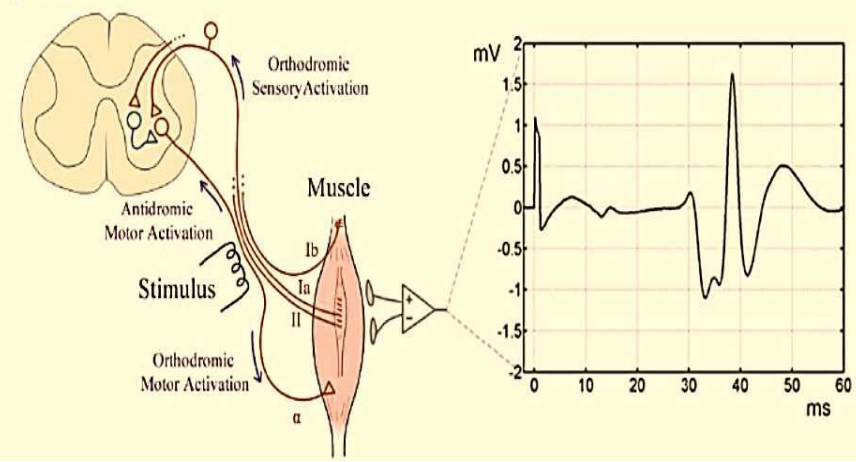 Orthodromic
Sensory Activation
Antidromic
Motor Activation
Stimulus
Orthodromic
Motor Activation
Muscle
Ib
Ia
II
α
+
−
mV
2
1.5
1
0.5
0
-0.5
-1
-1.5
-2
0 10 20 30 40 50 60
ms